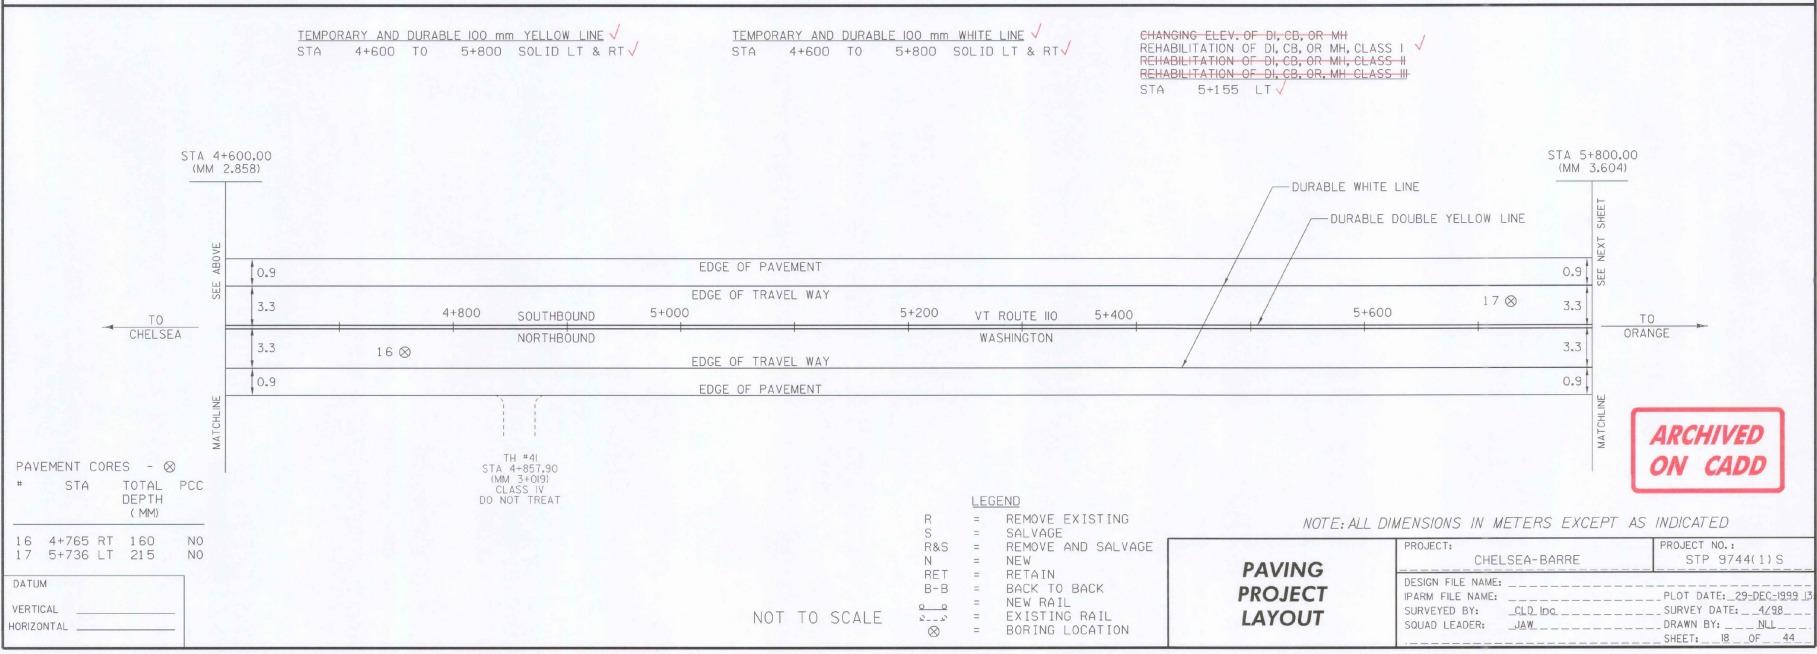 TEMPORARY AND DURABLE 100 mm YELLOW LINE
STA 4+600 TO 5+800 SOLID LT & RT
TEMPORARY AND DURABLE 100 mm WHITE LINE
STA 4+600 TO 5+800 SOLID LT & RT
CHANGING ELEV. OF DI, CB, OR MH
REHABILITATION OF DI, CB, OR MH, CLASS I
REHABILITATION OF DI, CB, OR MH, CLASS II
REHABILITATION OF DI, CB, OR, MH CLASS III
STA 5+155 LT
STA 4+600.00
(MM 2.858)
STA 5+800.00
(MM 3.604)
DURABLE WHITE LINE
DURABLE DOUBLE YELLOW LINE
SEE ABOVE
SEE NEXT SHEET
0.9
EDGE OF PAVEMENT
0.9
EDGE OF TRAVEL WAY
3.3
17
3.3
4+800
SOUTHBOUND
5+000
5+200
VT ROUTE 110
5+400
5+600
TO
CHELSEA
TO
ORANGE
NORTHBOUND
WASHINGTON
3.3
16
3.3
EDGE OF TRAVEL WAY
0.9
EDGE OF PAVEMENT
0.9
MATCHLINE
MATCHLINE
TH #41
STA 4+857.90
(MM 3+019)
CLASS IV
DO NOT TREAT
ARCHIVED
ON CADD
PAVEMENT CORES - ⊗
# STA TOTAL PCC
DEPTH
(MM)
16 4+765 RT 160 NO
17 5+736 LT 215 NO
DATUM
VERTICAL
HORIZONTAL
NOT TO SCALE
LEGEND
R = REMOVE EXISTING
S = SALVAGE
R&S = REMOVE AND SALVAGE
N = NEW
RET = RETAIN
B-B = BACK TO BACK
= NEW RAIL
= EXISTING RAIL
⊗ = BORING LOCATION
NOTE: ALL DIMENSIONS IN METERS EXCEPT AS INDICATED
PAVING
PROJECT
LAYOUT
PROJECT:
CHELSEA-BARRE
PROJECT NO.:
STP 9744(1)S
DESIGN FILE NAME:
IPARM FILE NAME:
PLOT DATE: 29-DEC-1999 13
SURVEYED BY: CLD Inc
SURVEY DATE: 4/98
SQUAD LEADER: JAW
DRAWN BY: NLL
SHEET: 18 OF 44